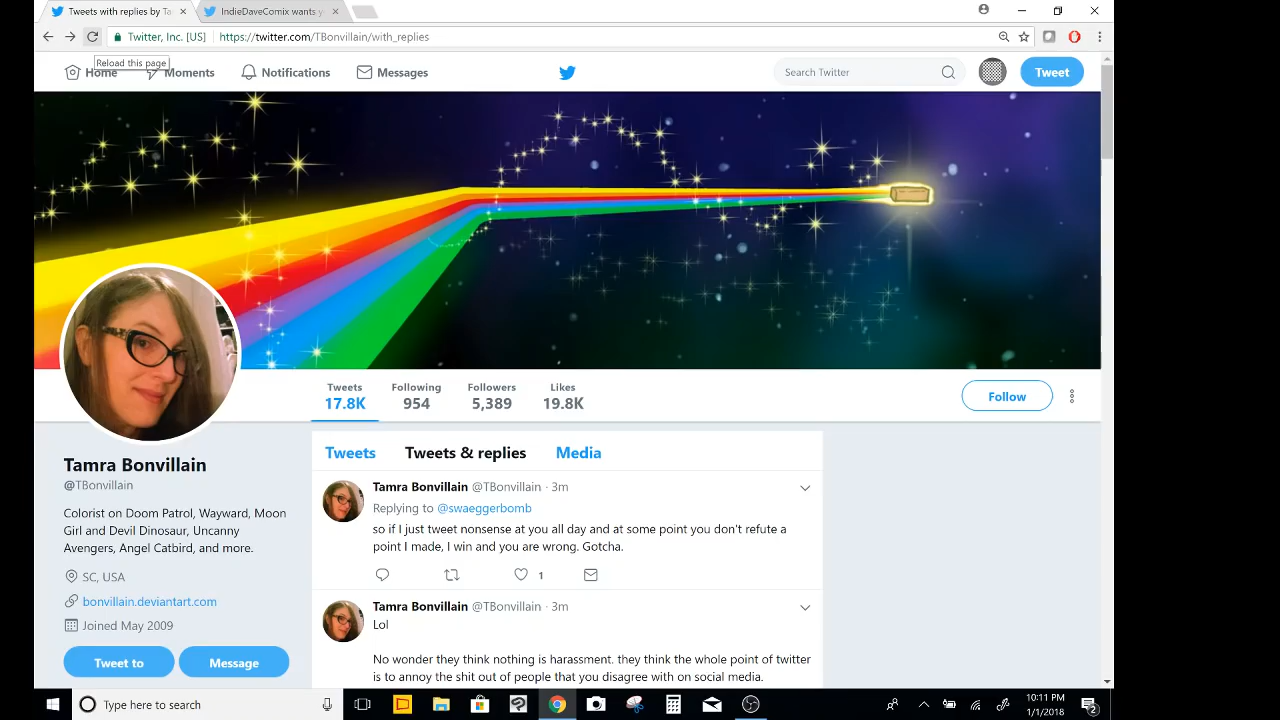 Tweets with replies by Ta
IndieDaveComix wants y
Twitter, Inc. [US] https://twitter.com/TBonvillain/with_replies
Reload this page
Home Moments Notifications Messages Search Twitter Tweet
Tweets Following Followers Likes
17.8K 954 5,389 19.8K
Follow
Tamra Bonvillain
@TBonvillain
Colorist on Doom Patrol, Wayward, Moon
Girl and Devil Dinosaur, Uncanny
Avengers, Angel Catbird, and more.
SC, USA
bonvillain.deviantart.com
Joined May 2009
Tweet to Message
Tweets Tweets & replies Media
Tamra Bonvillain @TBonvillain · 3m
Replying to @swaeggerbomb
so if I just tweet nonsense at you all day and at some point you don't refute a
point I made, I win and you are wrong. Gotcha.
1
Tamra Bonvillain @TBonvillain · 3m
Lol
No wonder they think nothing is harassment. they think the whole point of twitter
is to annoy the shit out of people that you disagree with on social media.
Type here to search
10:11 PM
1/1/2018
2